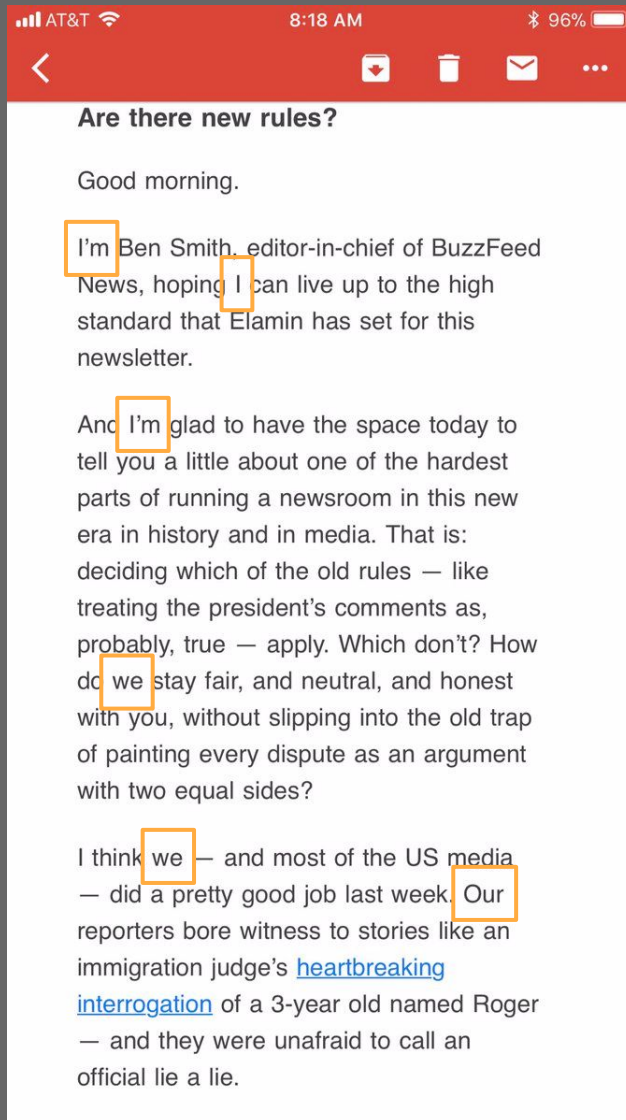 AT&T 8:18 AM 96%
Are there new rules?
Good morning.
I’m Ben Smith, editor-in-chief of BuzzFeed
News, hoping I can live up to the high
standard that Elamin has set for this
newsletter.
And I’m glad to have the space today to
tell you a little about one of the hardest
parts of running a newsroom in this new
era in history and in media. That is:
deciding which of the old rules — like
treating the president’s comments as,
probably, true — apply. Which don’t? How
do we stay fair, and neutral, and honest
with you, without slipping into the old trap
of painting every dispute as an argument
with two equal sides?
I think we — and most of the US media
— did a pretty good job last week. Our
reporters bore witness to stories like an
immigration judge’s heartbreaking
interrogation of a 3-year old named Roger
— and they were unafraid to call an
official lie a lie.